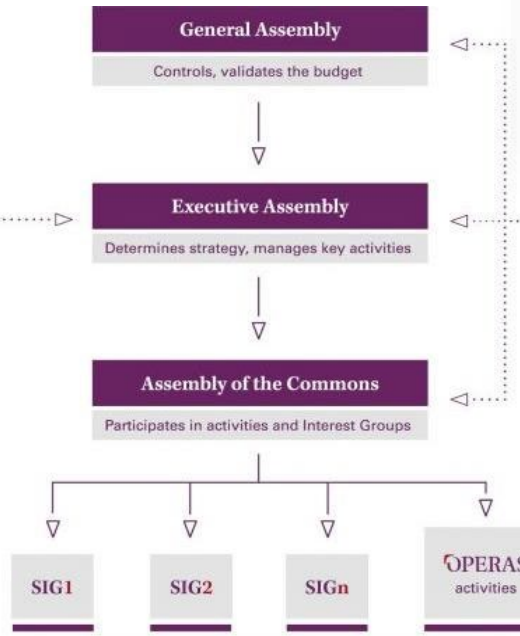 General Assembly
Controls, validates the budget
Executive Assembly
Determines strategy, manages key activities
Assembly of the Commons
Participates in activities and Interest Groups
SIG1
SIG2
SIGn
OPERAS
activities